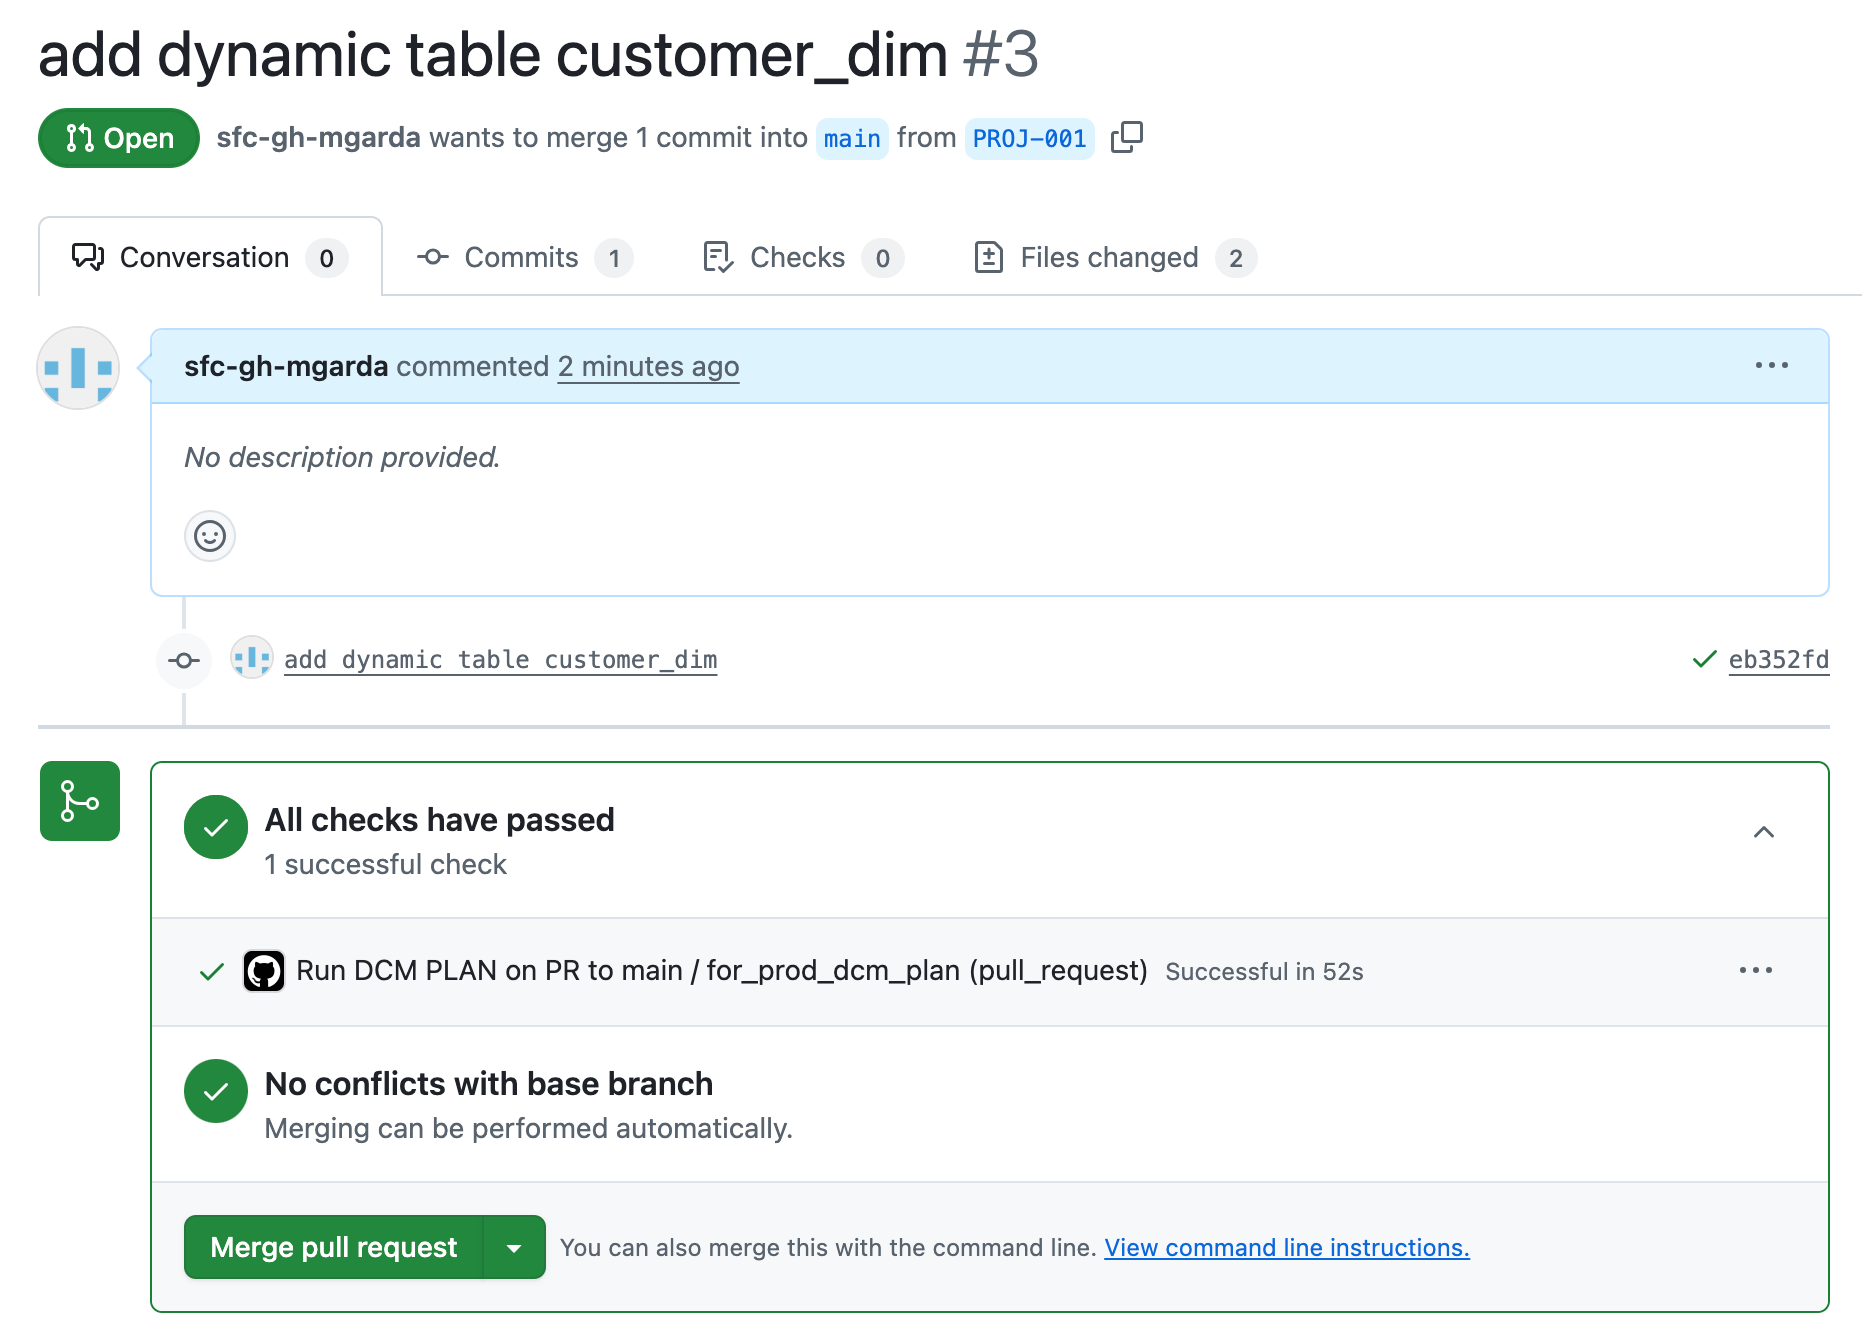 add dynamic table customer_dim #3
Open sfc-gh-mgarda wants to merge 1 commit into main from PROJ-001
Conversation 0 Commits 1 Checks 0 Files changed 2
sfc-gh-mgarda commented 2 minutes ago
No description provided.
add dynamic table customer_dim eb352fd
All checks have passed
1 successful check
Run DCM PLAN on PR to main / for_prod_dcm_plan (pull_request) Successful in 52s
No conflicts with base branch
Merging can be performed automatically.
Merge pull request You can also merge this with the command line. View command line instructions.